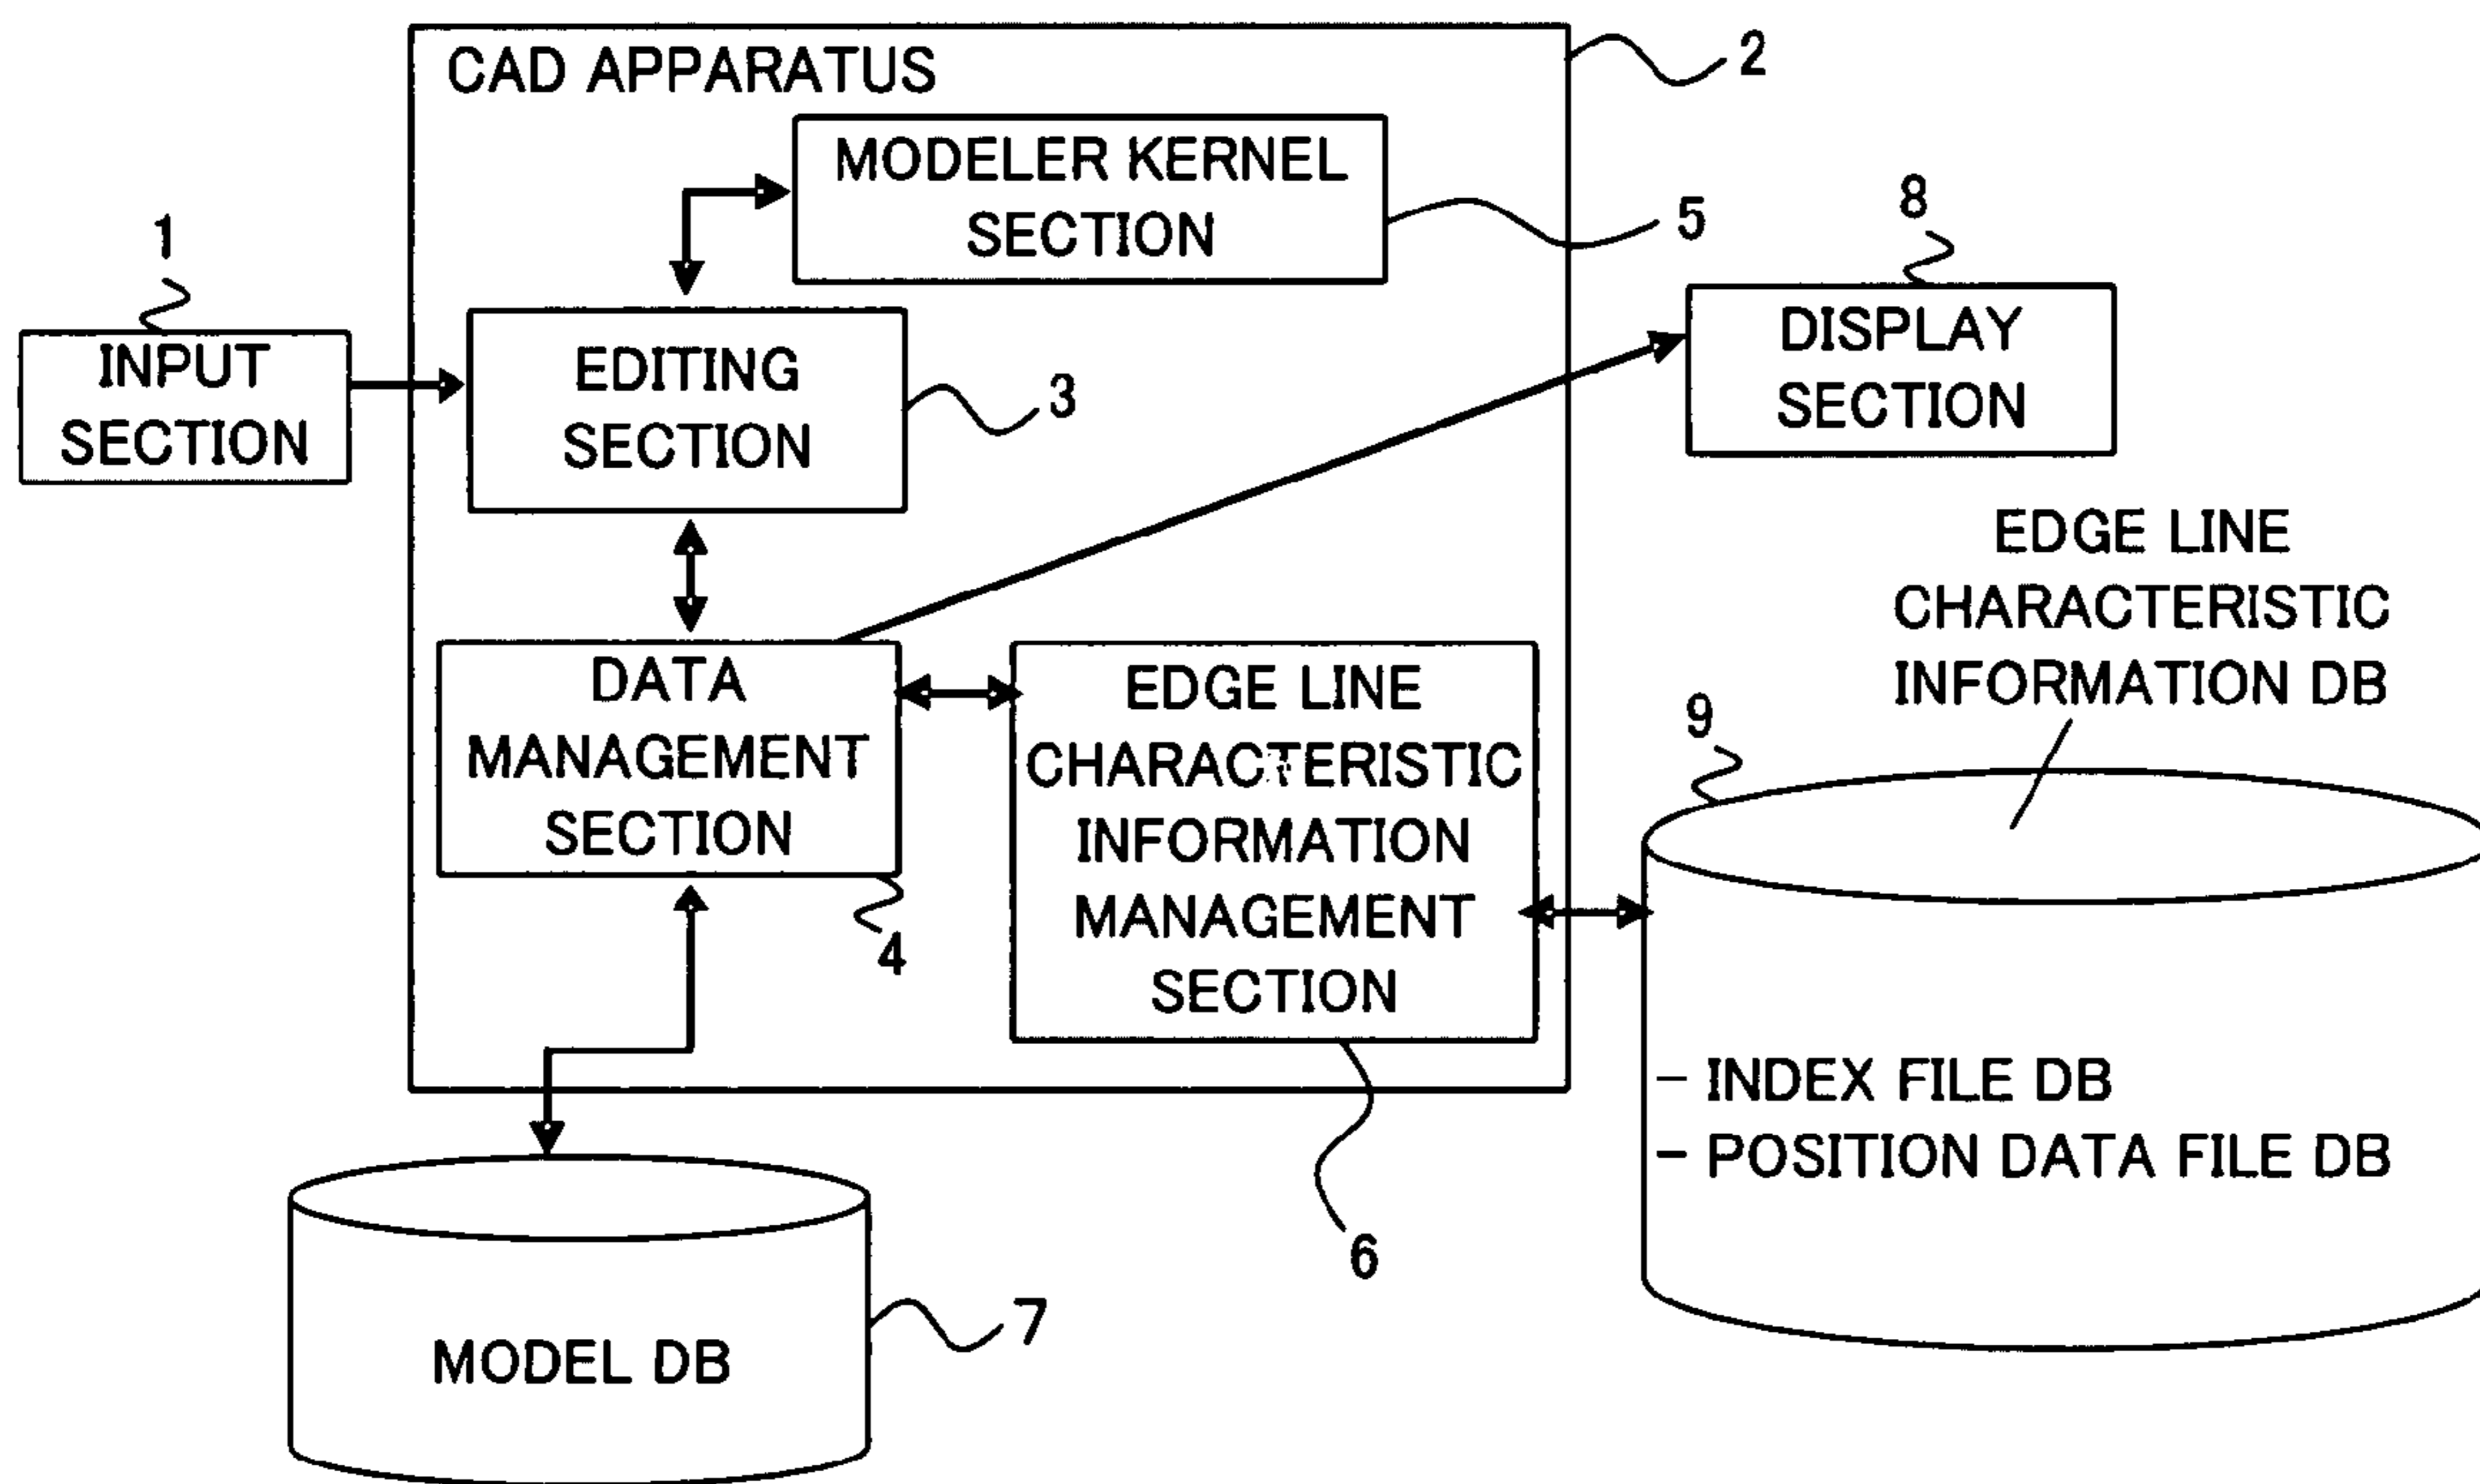 CAD APPARATUS
2
MODELER KERNEL
SECTION
5
1
INPUT
SECTION
EDITING
SECTION
3
8
DISPLAY
SECTION
DATA
MANAGEMENT
SECTION
4
EDGE LINE
CHARACTERISTIC
INFORMATION
MANAGEMENT
SECTION
6
EDGE LINE
CHARACTERISTIC
INFORMATION DB
9
- INDEX FILE DB
- POSITION DATA FILE DB
MODEL DB
7